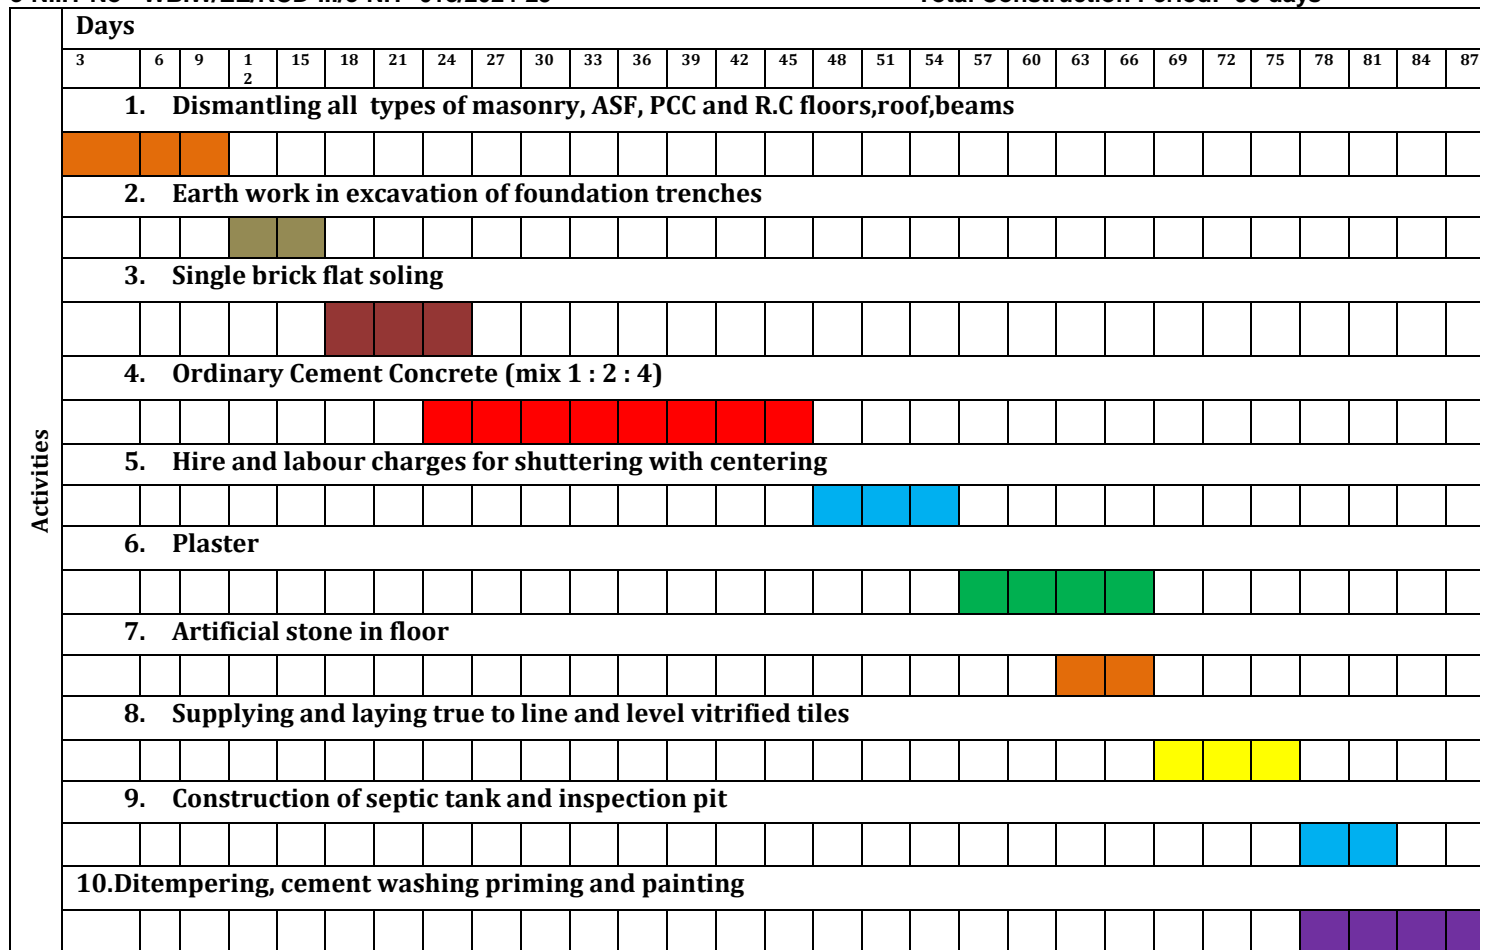 Days
3 6 9 12 15 18 21 24 27 30 33 36 39 42 45 48 51 54 57 60 63 66 69 72 75 78 81 84 87
Activities
1. Dismantling all types of masonry, ASF, PCC and R.C floors,roof,beams
2. Earth work in excavation of foundation trenches
3. Single brick flat soling
4. Ordinary Cement Concrete (mix 1 : 2 : 4)
5. Hire and labour charges for shuttering with centering
6. Plaster
7. Artificial stone in floor
8. Supplying and laying true to line and level vitrified tiles
9. Construction of septic tank and inspection pit
10.Ditempering, cement washing priming and painting